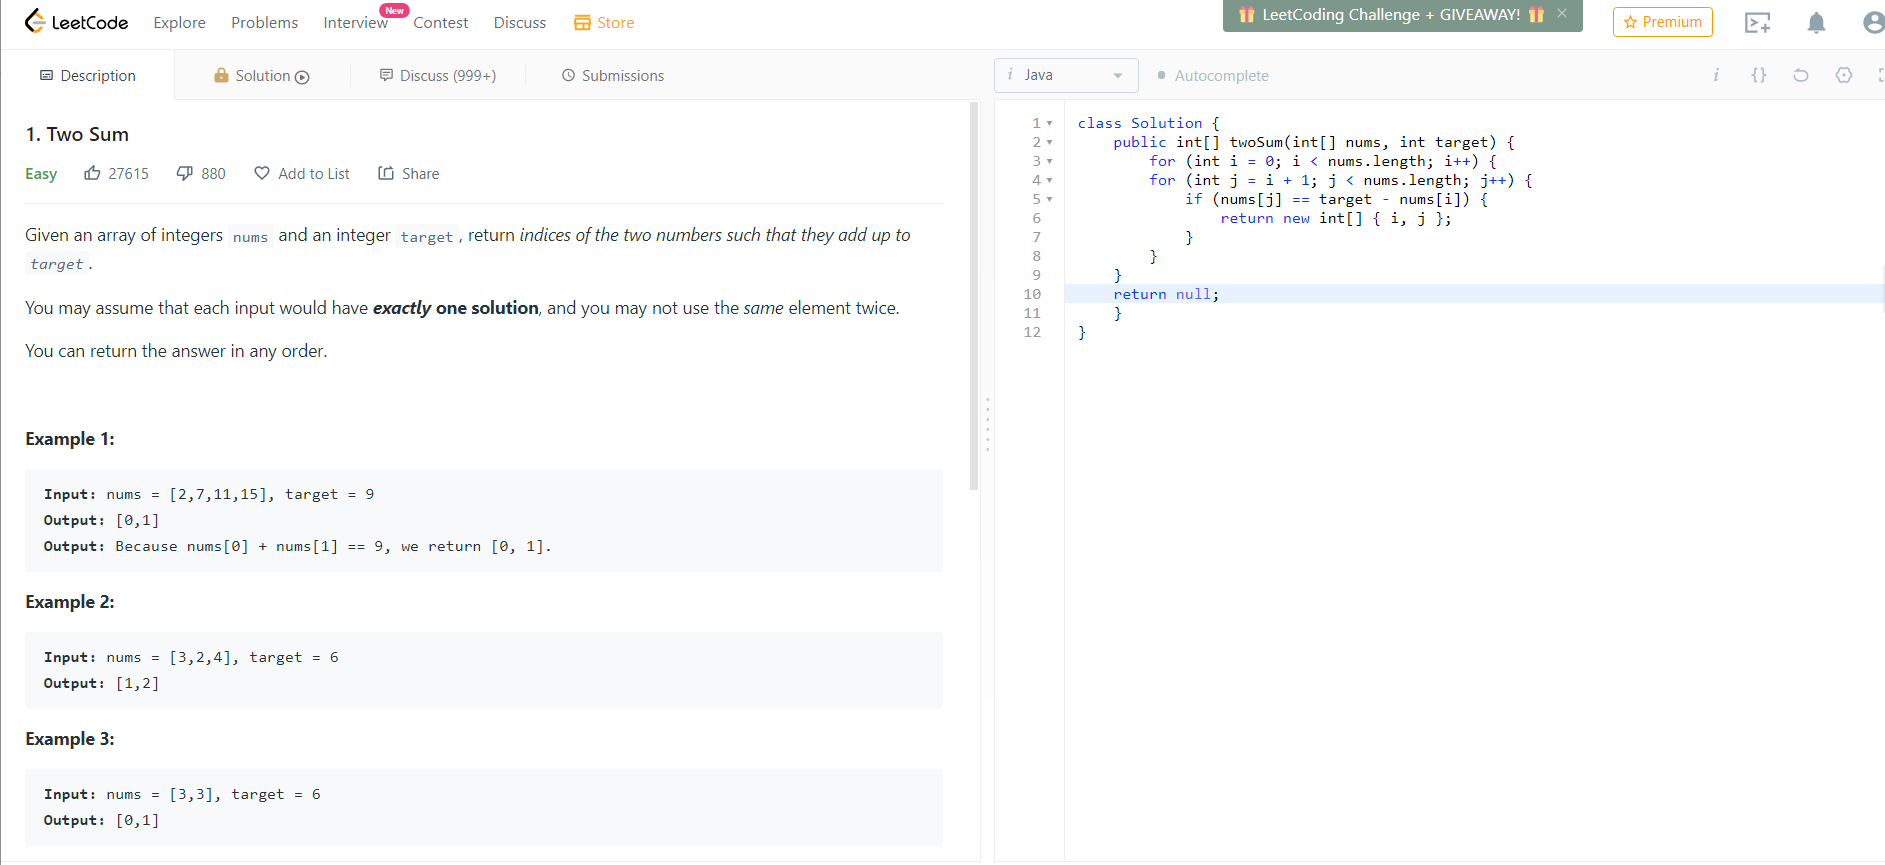 LeetCode Explore Problems Interview New Contest Discuss Store LeetCoding Challenge + GIVEAWAY! × Premium
Description Solution Discuss (999+) Submissions
1. Two Sum
Easy 27615 880 Add to List Share
Given an array of integers nums and an integer target, return indices of the two numbers such that they add up to
target.
You may assume that each input would have exactly one solution, and you may not use the same element twice.
You can return the answer in any order.
Example 1:
Input: nums = [2,7,11,15], target = 9
Output: [0,1]
Output: Because nums[0] + nums[1] == 9, we return [0, 1].
Example 2:
Input: nums = [3,2,4], target = 6
Output: [1,2]
Example 3:
Input: nums = [3,3], target = 6
Output: [0,1]
i Java Autocomplete i {}
1 class Solution {
2 public int[] twoSum(int[] nums, int target) {
3 for (int i = 0; i < nums.length; i++) {
4 for (int j = i + 1; j < nums.length; j++) {
5 if (nums[j] == target - nums[i]) {
6 return new int[] { i, j };
7 }
8 }
9 }
10 return null;
11 }
12 }